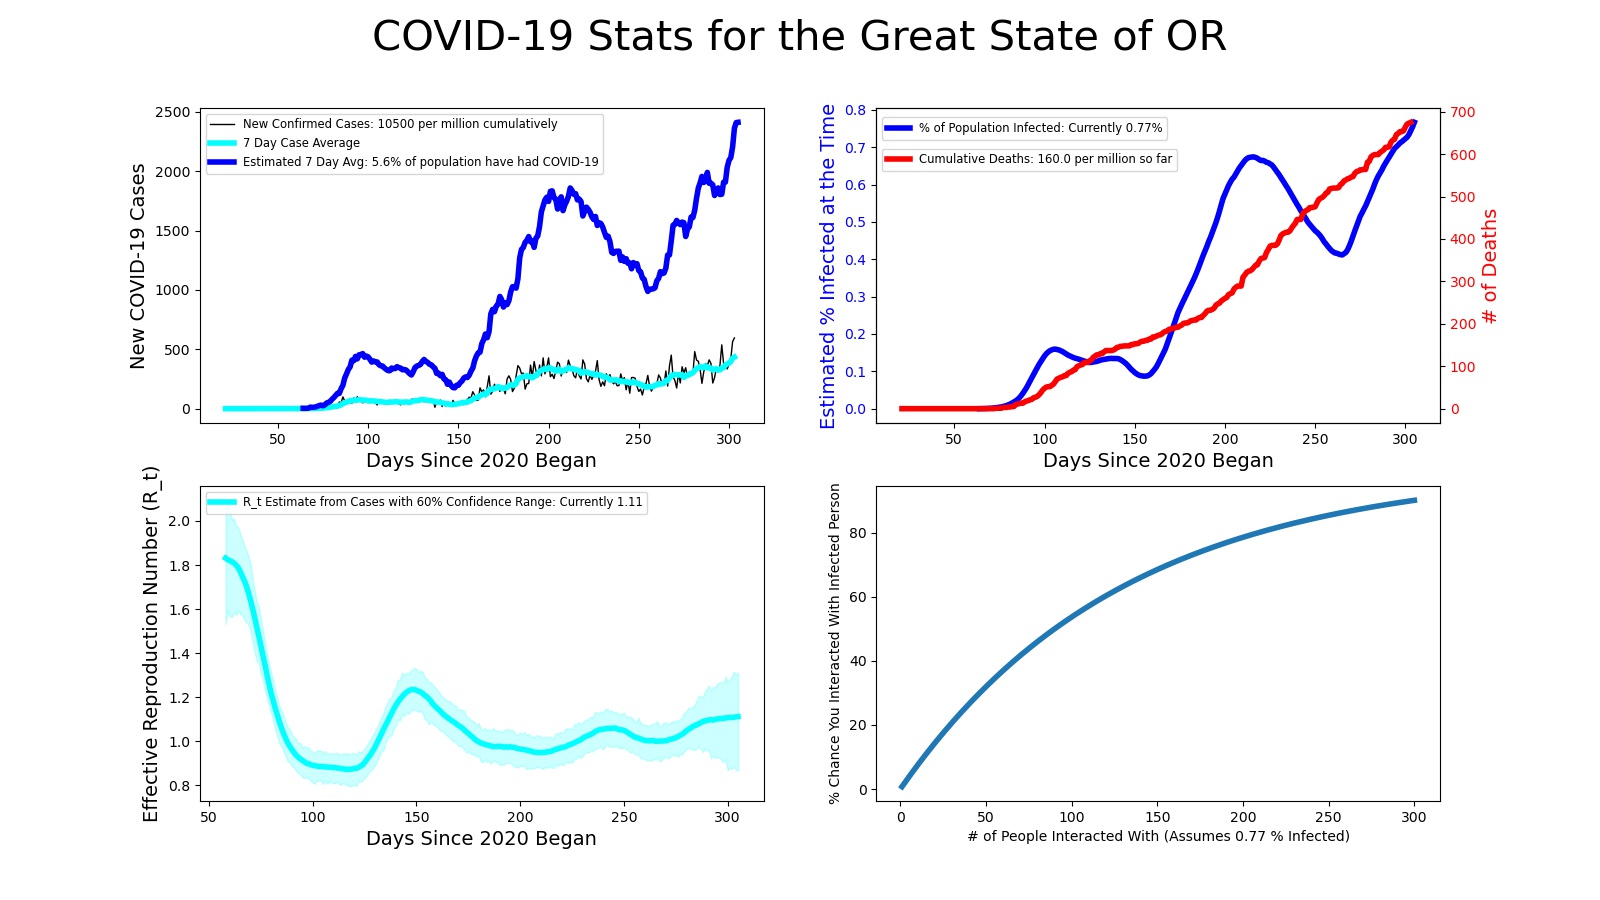 COVID-19 Stats for the Great State of OR
New COVID-19 Cases
2500
2000
1500
1000
500
0
New Confirmed Cases: 10500 per million cumulatively
7 Day Case Average
Estimated 7 Day Avg: 5.6% of population have had COVID-19
50 100 150 200 250 300
Days Since 2020 Began
Estimated % Infected at the Time
0.8
0.7
0.6
0.5
0.4
0.3
0.2
0.1
0.0
% of Population Infected: Currently 0.77%
Cumulative Deaths: 160.0 per million so far
700
600
500
400
300
200
100
0
# of Deaths
50 100 150 200 250 300
Days Since 2020 Began
Effective Reproduction Number (R_t)
2.0
1.8
1.6
1.4
1.2
1.0
0.8
R_t Estimate from Cases with 60% Confidence Range: Currently 1.11
50 100 150 200 250 300
Days Since 2020 Began
% Chance You Interacted With Infected Person
80
60
40
20
0
0 50 100 150 200 250 300
# of People Interacted With (Assumes 0.77 % Infected)